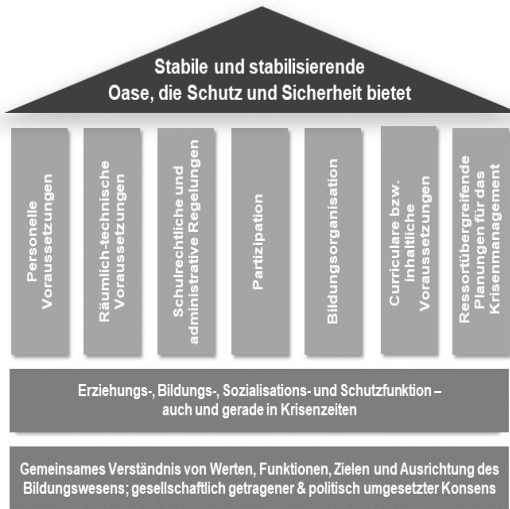 Stabile und stabilisierende
Oase, die Schutz und Sicherheit bietet
Personelle
Voraussetzungen
Räumlich-technische
Voraussetzungen
Schulrechtliche und
administrative Regelungen
Partizipation
Bildungsorganisation
Curriculare bzw.
inhaltliche
Voraussetzungen
Ressortübergreifende
Planungen für das
Krisenmanagement
Erziehungs-, Bildungs-, Sozialisations- und Schutzfunktion –
auch und gerade in Krisenzeiten
Gemeinsames Verständnis von Werten, Funktionen, Zielen und Ausrichtung des
Bildungswesens; gesellschaftlich getragener & politisch umgesetzter Konsens